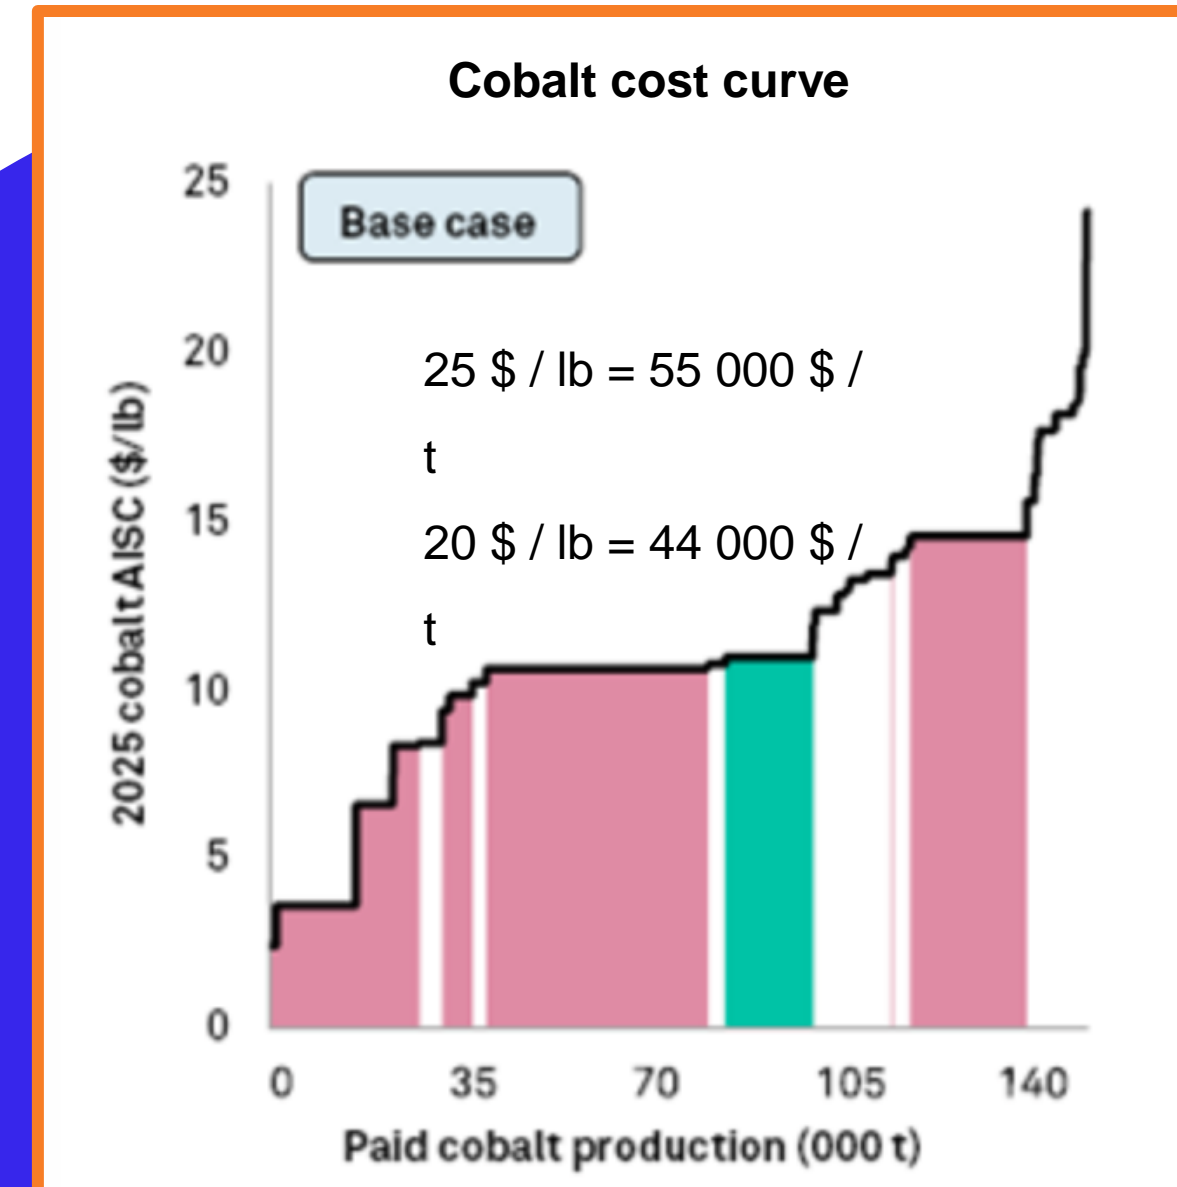 Cobalt cost curve
25
Base case
20
25 $ / lb = 55 000 $ /
t
15
20 $ / lb = 44 000 $ /
t
10
5
0
2025 cobalt AISC ($/lb)
0 35 70 105 140
Paid cobalt production (000 t)